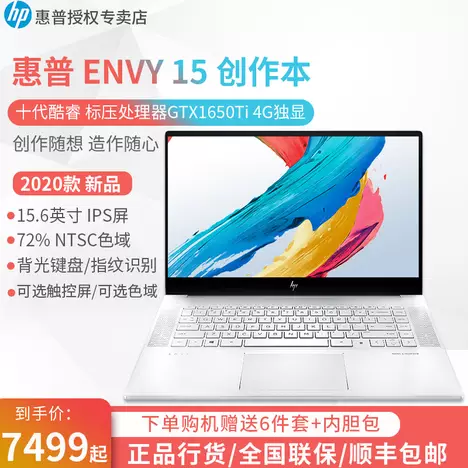 hp 惠普授权专卖店
惠普 ENVY 15 创作本
十代酷睿 标压处理器GTX1650Ti 4G独显
创作随想 造作随心
2020款 新品
15.6英寸 IPS屏
72% NTSC色域
背光键盘/指纹识别
可选触控屏/可选色域
hp
到手价：
7499起
下单购机赠送6件套+内胆包
正品行货/全国联保/顺丰包邮